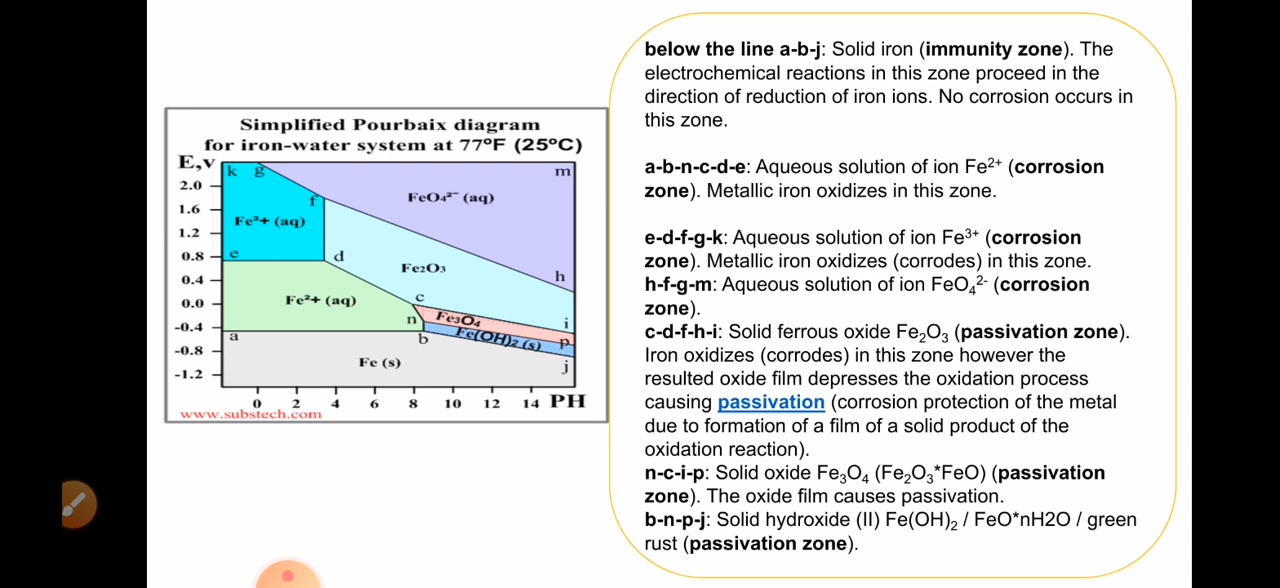 Simplified Pourbaix diagram
for iron-water system at 77ºF (25ºC)
E,v
k g m
2.0
FeO₄²⁻ (aq)
f
1.6
Fe³+ (aq)
1.2
0.8 e d
Fe₂O₃ h
0.4
Fe²+ (aq) c
0.0
n Fe₃O₄ i
-0.4
a b Fe(OH)₂ (s) p
-0.8
Fe (s) j
-1.2
0 2 4 6 8 10 12 14 PH
www.substech.com
below the line a-b-j: Solid iron (immunity zone). The
electrochemical reactions in this zone proceed in the
direction of reduction of iron ions. No corrosion occurs in
this zone.
a-b-n-c-d-e: Aqueous solution of ion Fe²⁺ (corrosion
zone). Metallic iron oxidizes in this zone.
e-d-f-g-k: Aqueous solution of ion Fe³⁺ (corrosion
zone). Metallic iron oxidizes (corrodes) in this zone.
h-f-g-m: Aqueous solution of ion FeO₄²⁻ (corrosion
zone).
c-d-f-h-i: Solid ferrous oxide Fe₂O₃ (passivation zone).
Iron oxidizes (corrodes) in this zone however the
resulted oxide film depresses the oxidation process
causing passivation (corrosion protection of the metal
due to formation of a film of a solid product of the
oxidation reaction).
n-c-i-p: Solid oxide Fe₃O₄ (Fe₂O₃*FeO) (passivation
zone). The oxide film causes passivation.
b-n-p-j: Solid hydroxide (II) Fe(OH)₂ / FeO*nH2O / green
rust (passivation zone).